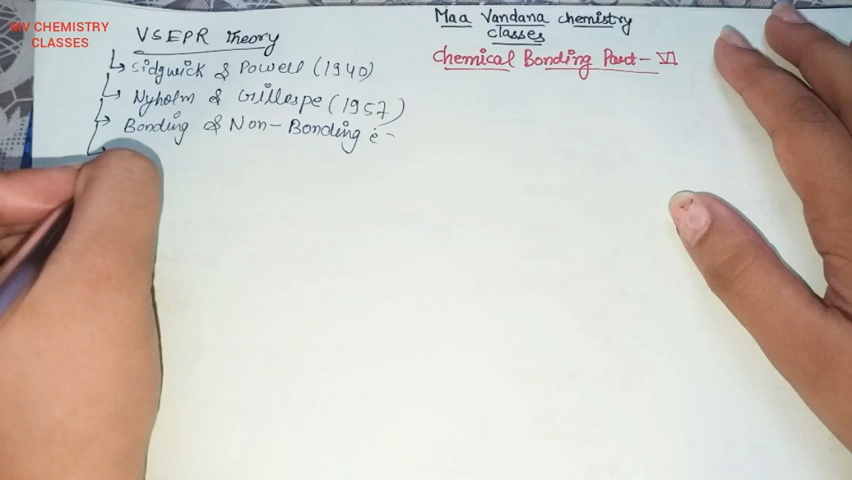 MV CHEMISTRY
CLASSES
VSEPR Theory
Sidgwick & Powell (1940)
Nyholm & Gillespe (1957)
Bonding & Non-Bonding e-
Maa Vandana chemistry
classes
Chemical Bonding Part-VI